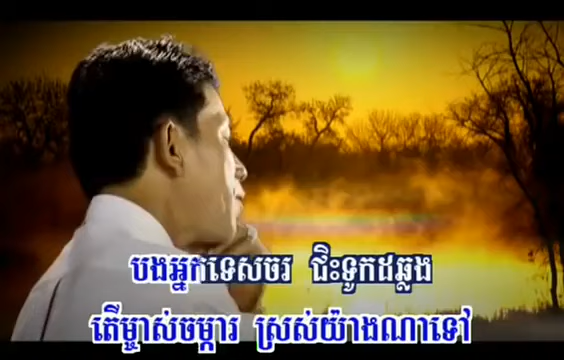 បងអ្នកទេសចរ ជិះទូកដឆ្លង
តើម្ចាស់ចម្ការ ស្រស់យ៉ាងណាទៅ